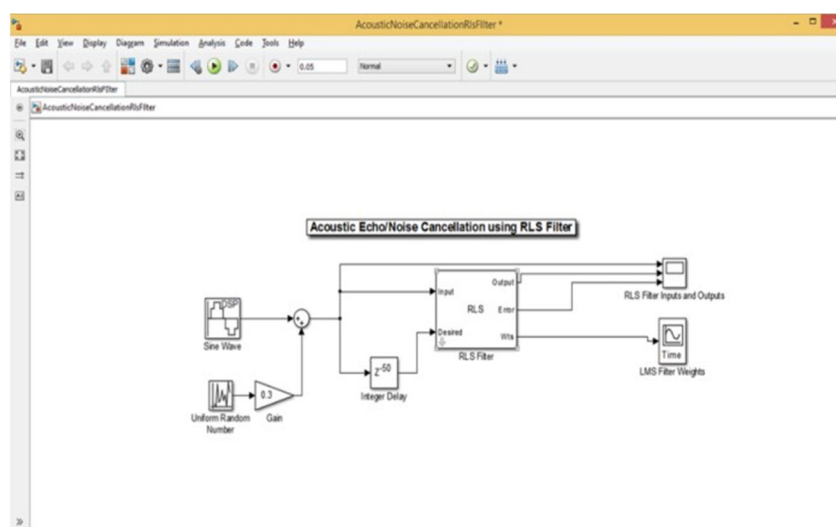 AcousticNoiseCancellationRlsFilter *
File Edit View Display Diagram Simulation Analysis Code Tools Help
0.05 Normal
AcousticNoiseCancellationRlsFilter
AcousticNoiseCancellationRlsFilter
Acoustic Echo/Noise Cancellation using RLS Filter
DSP
Sine Wave
Uniform Random
Number
0.3
Gain
z-50
Integer Delay
Input
Desired
RLS
Output
Error
Wts
RLS Filter
RLS Filter Inputs and Outputs
Time
LMS Filter Weights